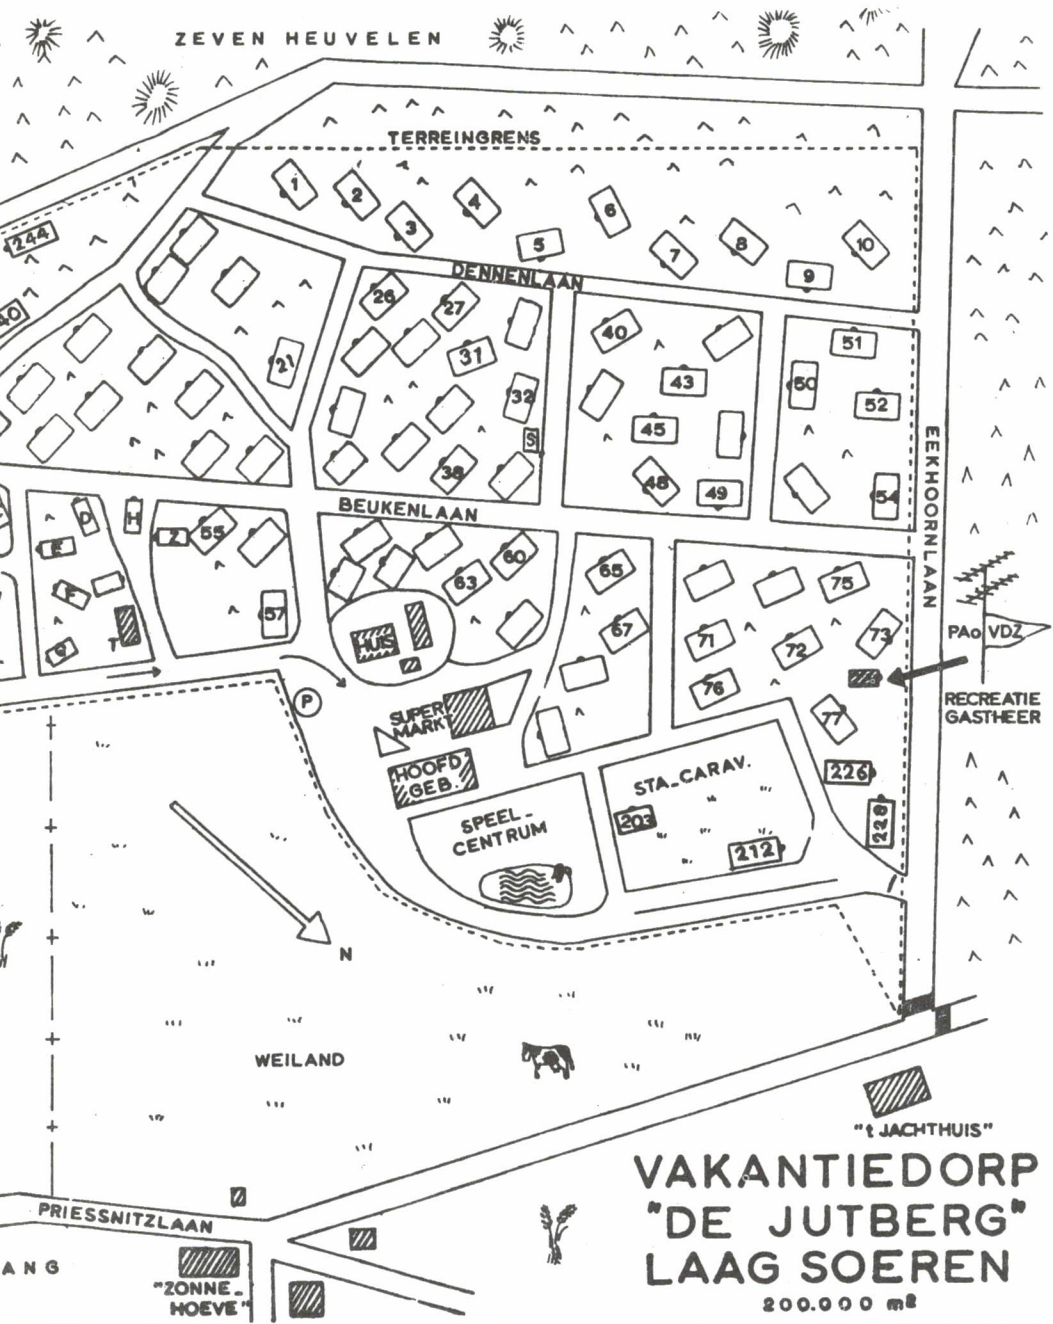 ZEVEN HEUVELEN
TERREINGRENS
1
2
3
4
5
6
7
8
9
10
244
40
DENNENLAAN
26
27
21
31
32
S
38
40
43
45
48
49
50
51
52
54
BEUKENLAAN
EEKHOORNLAAN
D
H
Z
55
E
F
T
57
60
63
65
67
71
72
73
75
76
77
HUIS
P
SUPER
MARKT
HOOFD
GEB.
SPEEL-
CENTRUM
STA-CARAV.
203
212
226
228
PAo VDZ
RECREATIE
GASTHEER
N
WEILAND
"t JACHTHUIS"
PRIESSNITZLAAN
ANG
"ZONNE-
HOEVE"
VAKANTIEDORP
"DE JUTBERG"
LAAG SOEREN
200.000 m²